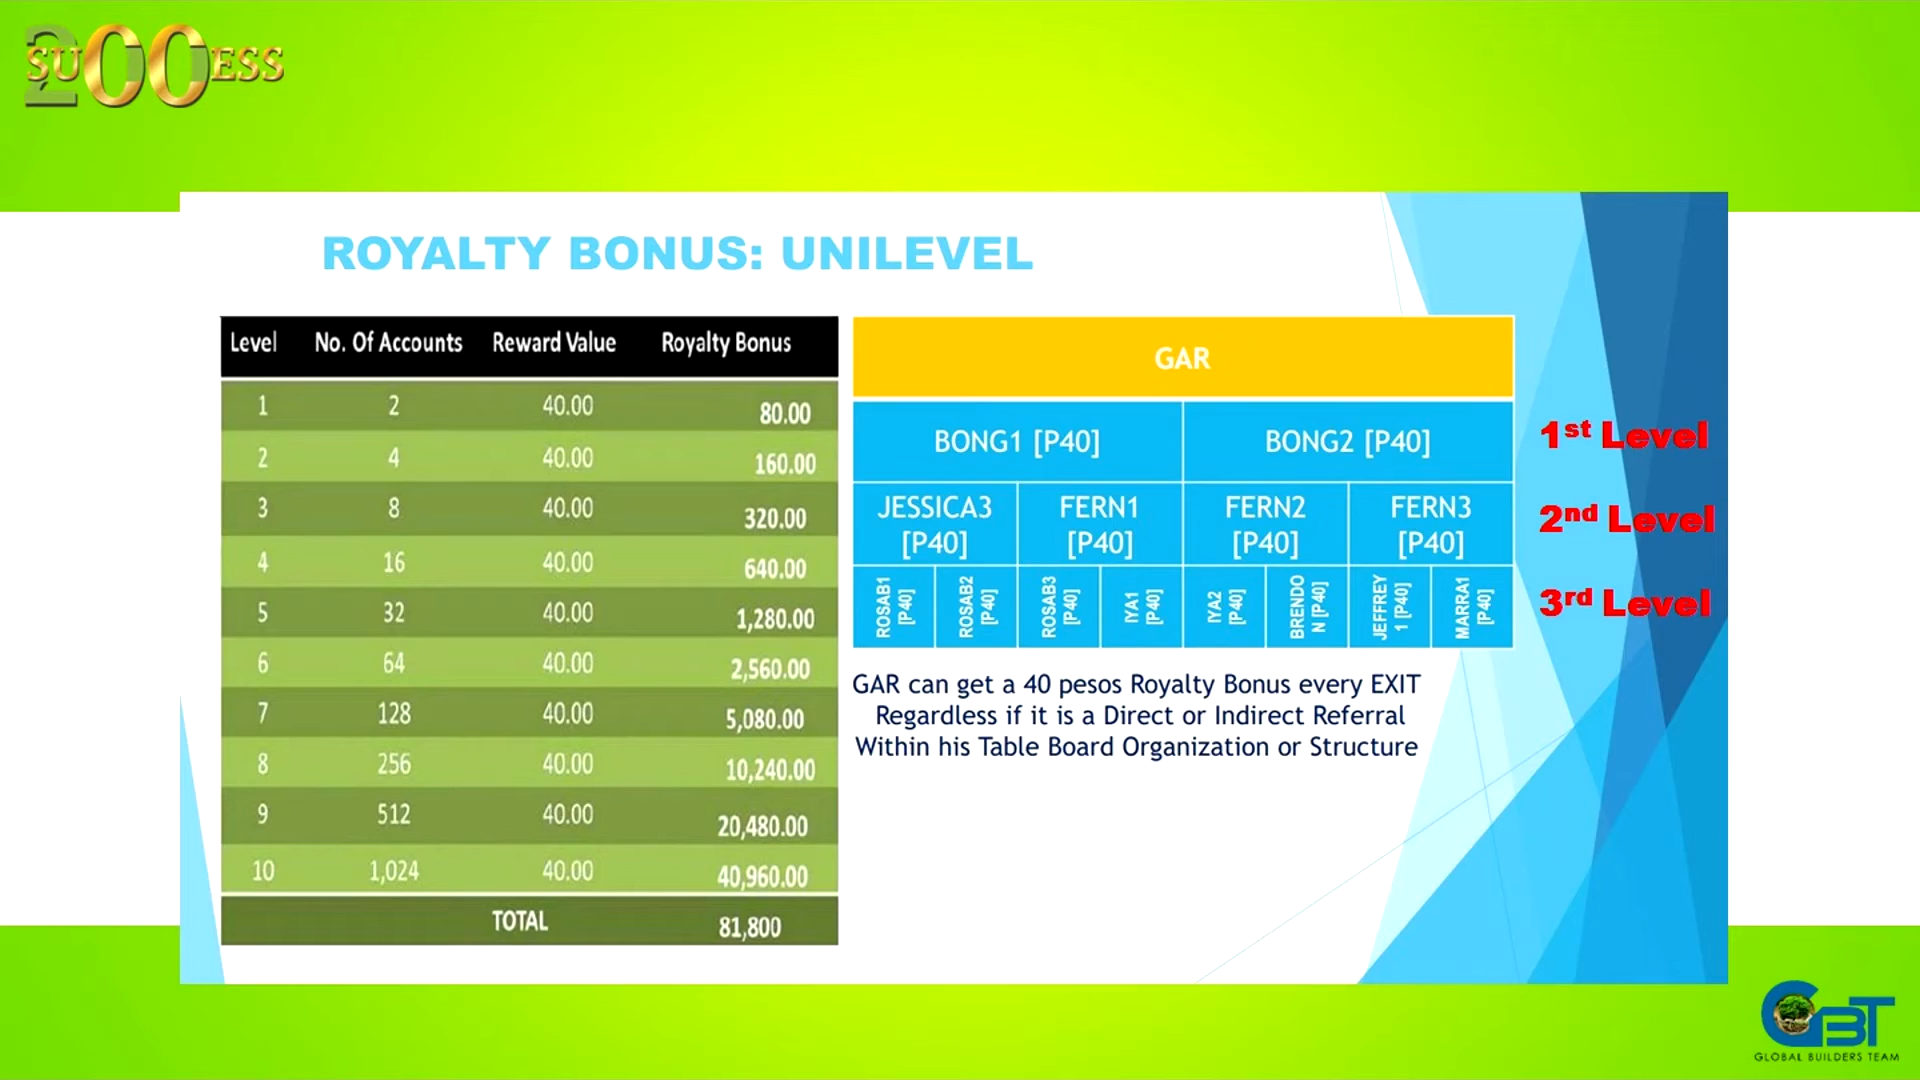 SU200ESS
ROYALTY BONUS: UNILEVEL
Level No. Of Accounts Reward Value Royalty Bonus
1 2 40.00 80.00
2 4 40.00 160.00
3 8 40.00 320.00
4 16 40.00 640.00
5 32 40.00 1,280.00
6 64 40.00 2,560.00
7 128 40.00 5,080.00
8 256 40.00 10,240.00
9 512 40.00 20,480.00
10 1,024 40.00 40,960.00
TOTAL 81,800
GAR
BONG1 [P40] BONG2 [P40] 1st Level
JESSICA3 [P40] FERN1 [P40] FERN2 [P40] FERN3 [P40] 2nd Level
ROSAB1 [P40] ROSAB2 [P40] ROSAB3 [P40] IYA1 [P40] IYA2 [P40] BRENDO N [P40] JEFFREY 1 [P40] MARRA1 [P40] 3rd Level
GAR can get a 40 pesos Royalty Bonus every EXIT
Regardless if it is a Direct or Indirect Referral
Within his Table Board Organization or Structure
GBT
GLOBAL BUILDERS TEAM